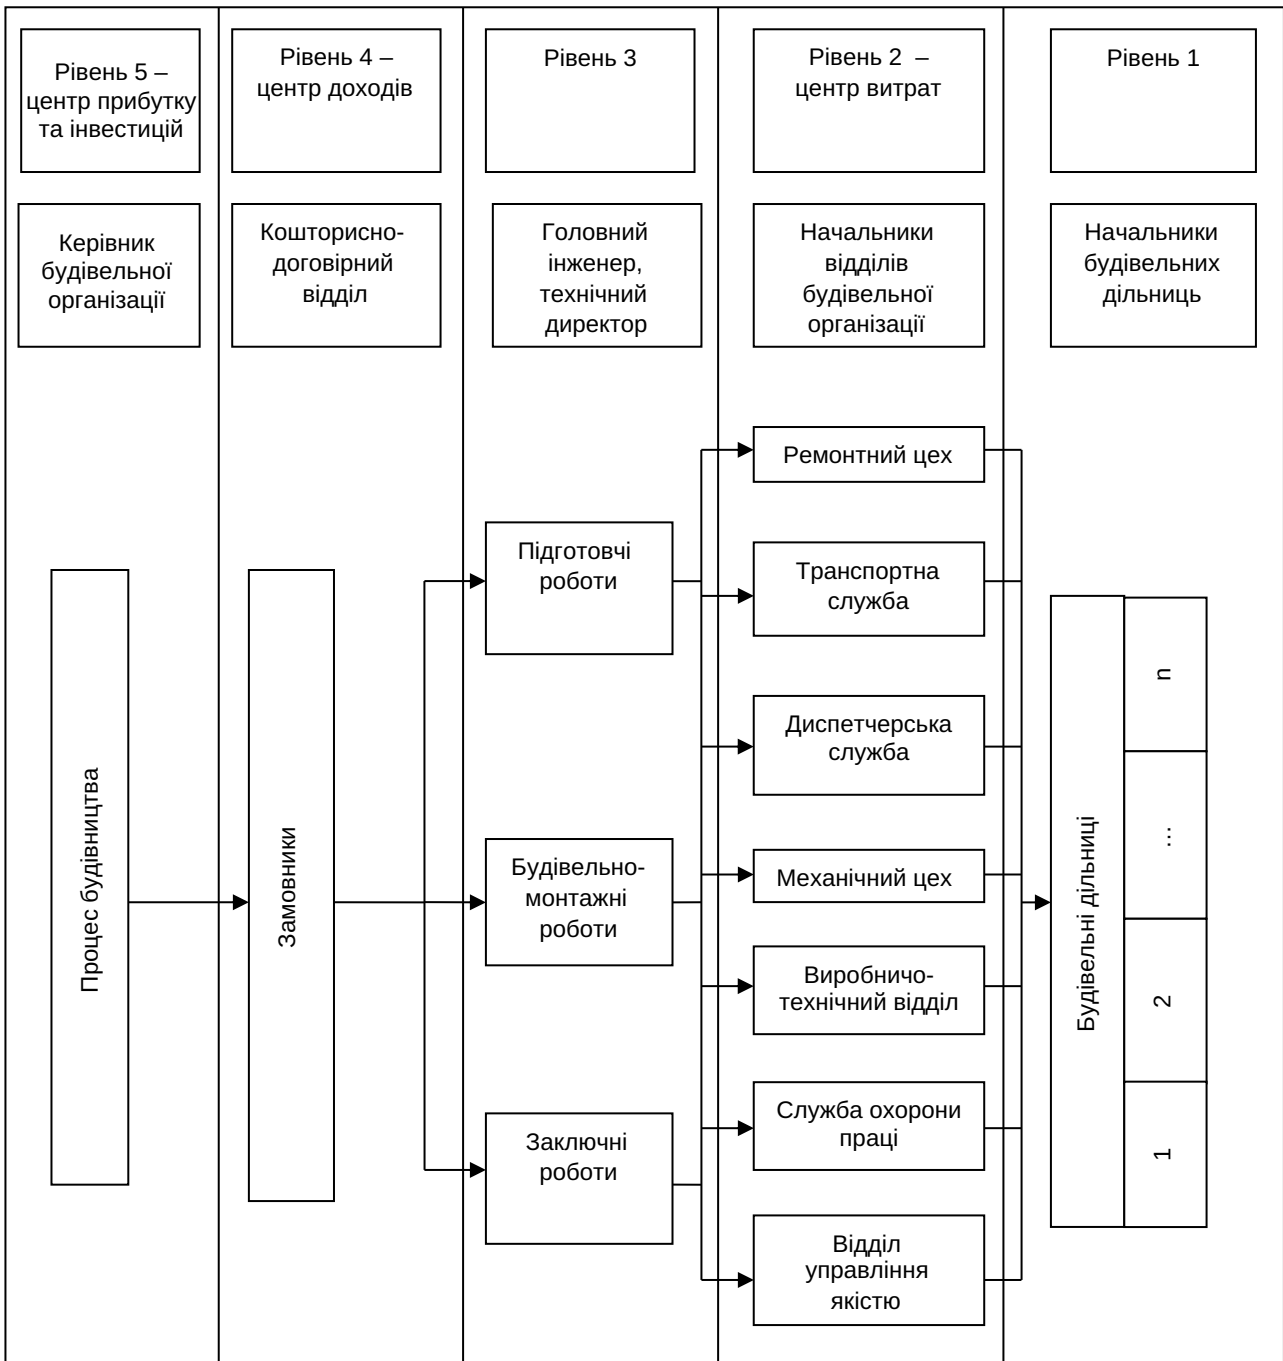 Рівень 5 –
центр прибутку
та інвестицій
Рівень 4 –
центр доходів
Рівень 3
Рівень 2 –
центр витрат
Рівень 1
Керівник
будівельної
організації
Кошторисно-
договірний
відділ
Головний
інженер,
технічний
директор
Начальники
відділів
будівельної
організації
Начальники
будівельних
дільниць
Процес будівництва
Замовники
Підготовчі
роботи
Будівельно-
монтажні
роботи
Заключні
роботи
Ремонтний цех
Транспортна
служба
Диспетчерська
служба
Механічний цех
Виробничо-
технічний відділ
Служба охорони
праці
Відділ
управління
якістю
Будівельні дільниці
n
...
2
1